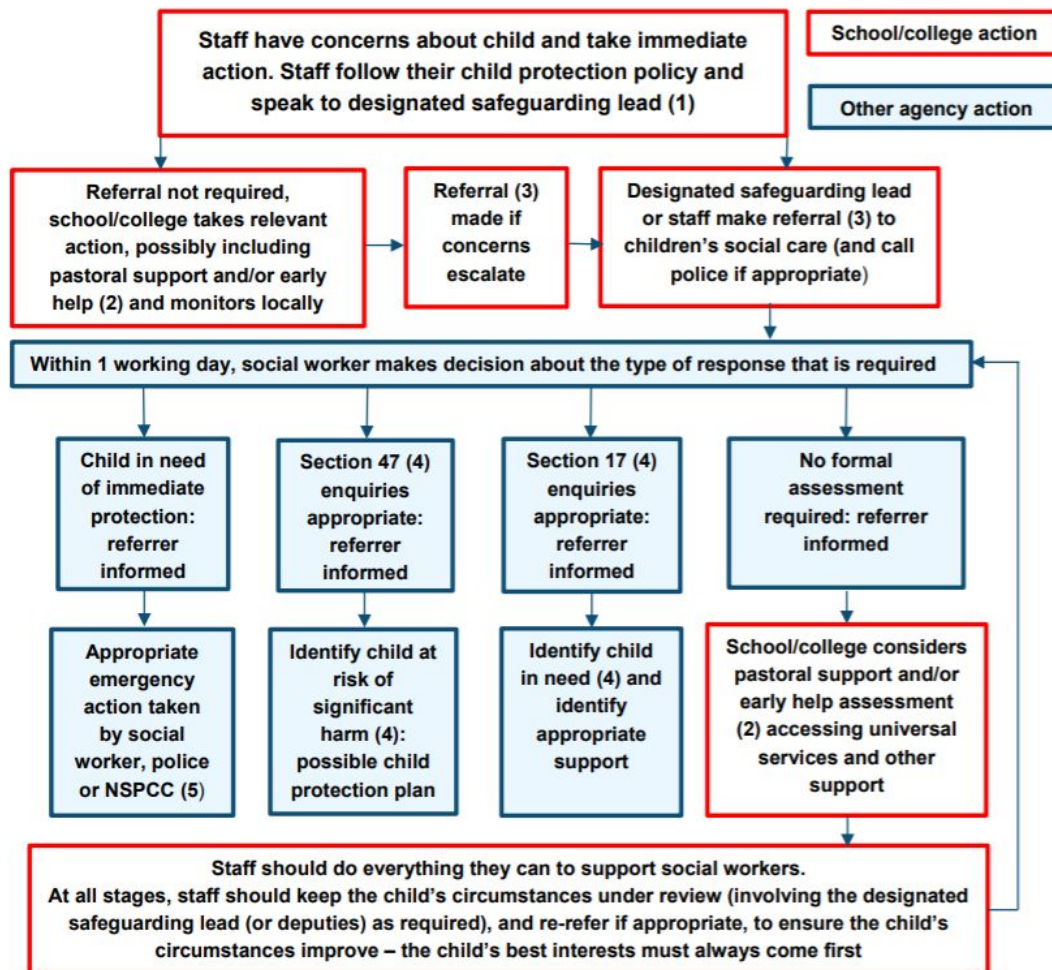 Staff have concerns about child and take immediate
action. Staff follow their child protection policy and
speak to designated safeguarding lead (1)
School/college action
Other agency action
Referral not required,
school/college takes relevant
action, possibly including
pastoral support and/or early
help (2) and monitors locally
Referral (3)
made if
concerns
escalate
Designated safeguarding lead
or staff make referral (3) to
children’s social care (and call
police if appropriate)
Within 1 working day, social worker makes decision about the type of response that is required
Child in need
of immediate
protection:
referrer
informed
Section 47 (4)
enquiries
appropriate:
referrer
informed
Section 17 (4)
enquiries
appropriate:
referrer
informed
No formal
assessment
required: referrer
informed
Appropriate
emergency
action taken
by social
worker, police
or NSPCC (5)
Identify child at
risk of
significant
harm (4):
possible child
protection plan
Identify child
in need (4) and
identify
appropriate
support
School/college considers
pastoral support and/or
early help assessment
(2) accessing universal
services and other
support
Staff should do everything they can to support social workers.
At all stages, staff should keep the child’s circumstances under review (involving the designated
safeguarding lead (or deputies) as required), and re-refer if appropriate, to ensure the child’s
circumstances improve – the child’s best interests must always come first